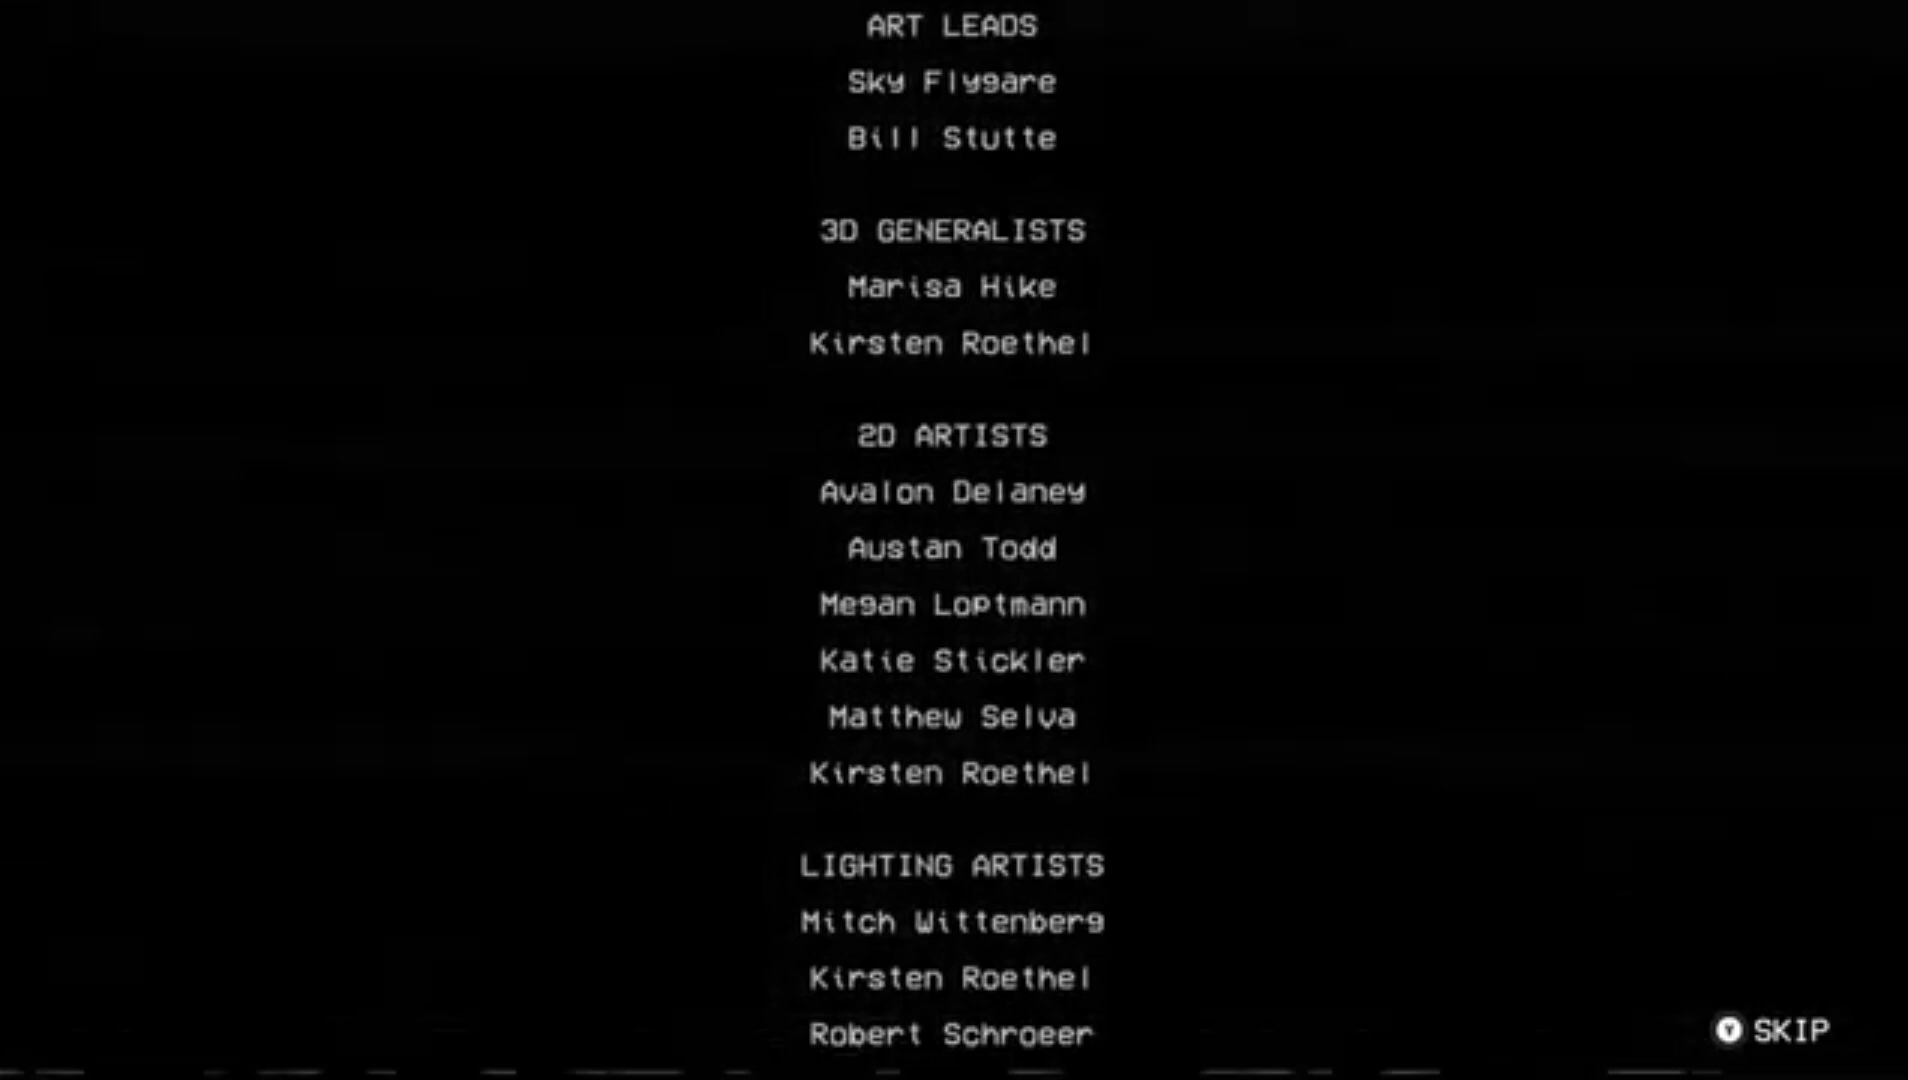 ART LEADS
Sky Flygare
Bill Stutte
3D GENERALISTS
Marisa Hike
Kirsten Roethel
2D ARTISTS
Avalon Delaney
Austan Todd
Megan Loptmann
Katie Stickler
Matthew Selva
Kirsten Roethel
LIGHTING ARTISTS
Mitch Wittenberg
Kirsten Roethel
Robert Schroeer
Y SKIP